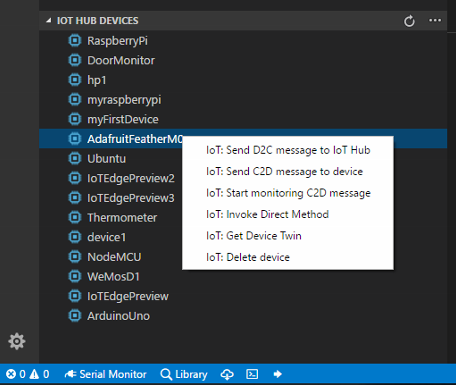 IOT HUB DEVICES
RaspberryPi
DoorMonitor
hp1
myraspberrypi
myFirstDevice
AdafruitFeatherM0
Ubuntu
IoTEdgePreview2
IoTEdgePreview3
Thermometer
device1
NodeMCU
WeMosD1
IoTEdgePreview
ArduinoUno
IoT: Send D2C message to IoT Hub
IoT: Send C2D message to device
IoT: Start monitoring C2D message
IoT: Invoke Direct Method
IoT: Get Device Twin
IoT: Delete device
0 0 Serial Monitor Library